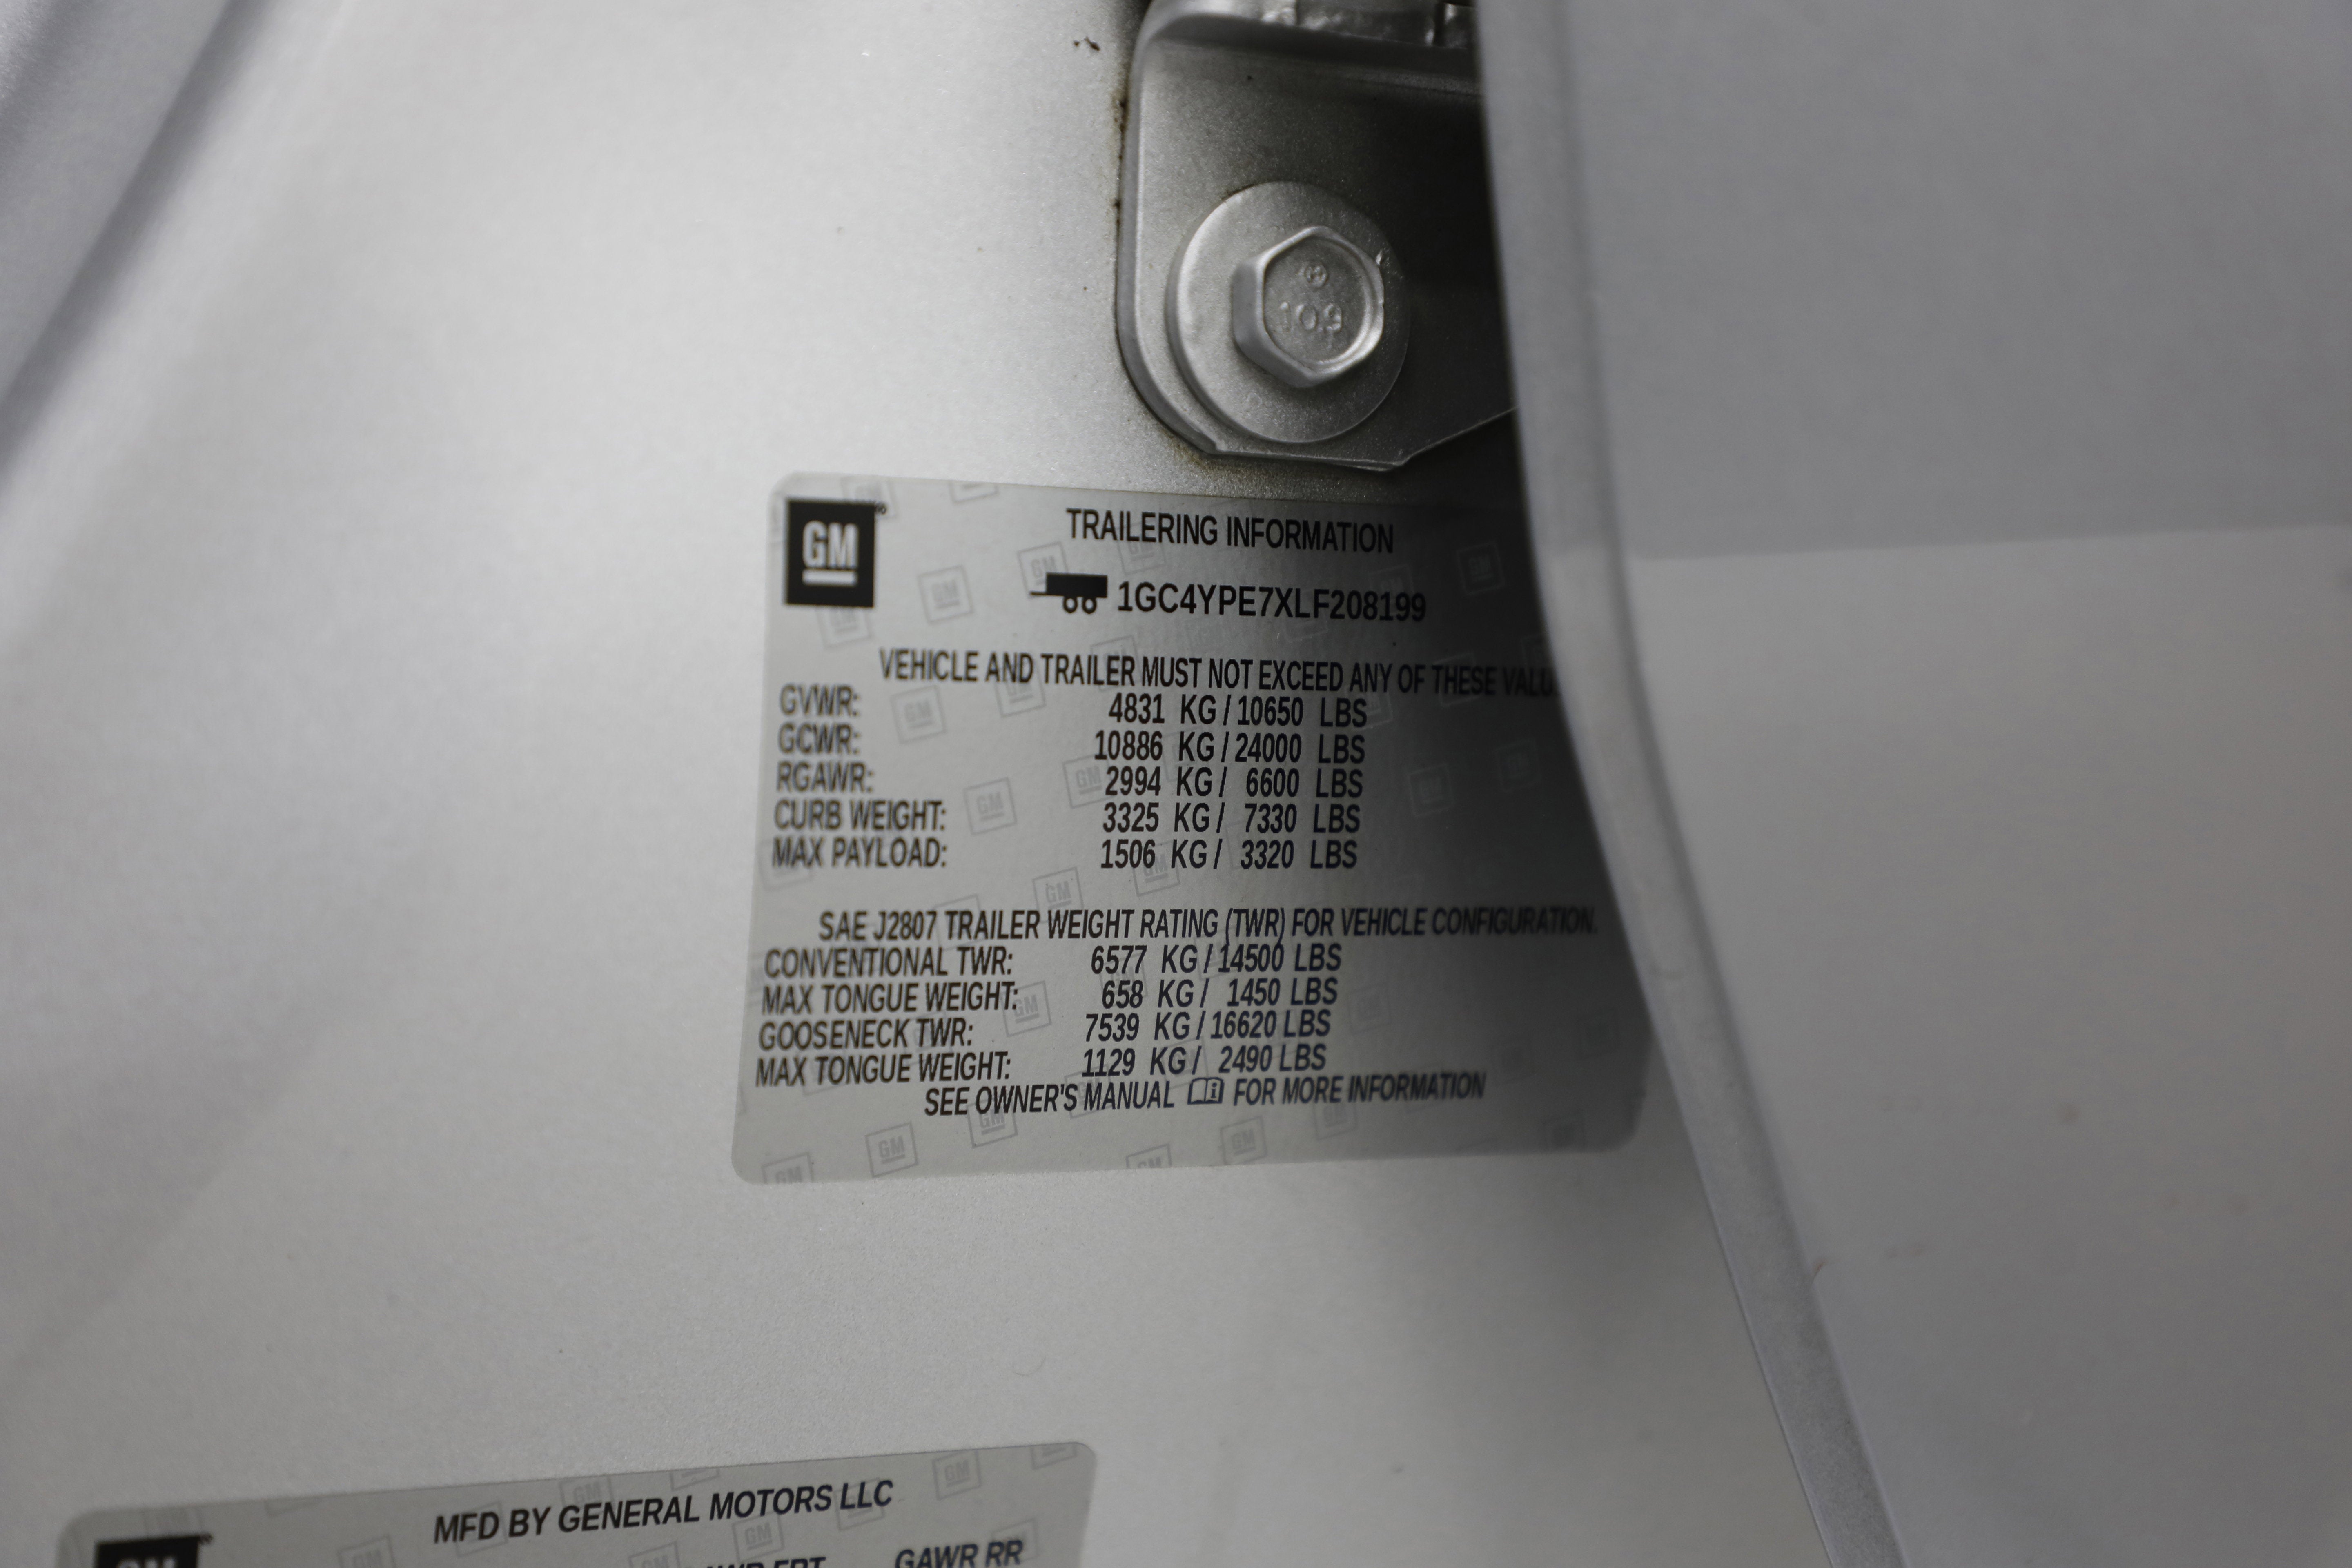 10.9
GM
TRAILERING INFORMATION
1GC4YPE7XLF208199
VEHICLE AND TRAILER MUST NOT EXCEED ANY OF THESE
GVWR: 4831 KG / 10650 LBS
GCWR: 10886 KG / 24000 LBS
RGAWR: 2994 KG / 6600 LBS
CURB WEIGHT: 3325 KG / 7330 LBS
MAX PAYLOAD: 1506 KG / 3320 LBS
SAE J2807 TRAILER WEIGHT RATING (TWR) FOR VEHICLE CONFIGURATION.
CONVENTIONAL TWR: 6577 KG / 14500 LBS
MAX TONGUE WEIGHT: 658 KG / 1450 LBS
GOOSENECK TWR: 7539 KG / 16620 LBS
MAX TONGUE WEIGHT: 1129 KG / 2490 LBS
SEE OWNER'S MANUAL FOR MORE INFORMATION
MFD BY GENERAL MOTORS LLC
GM
GAWR RR